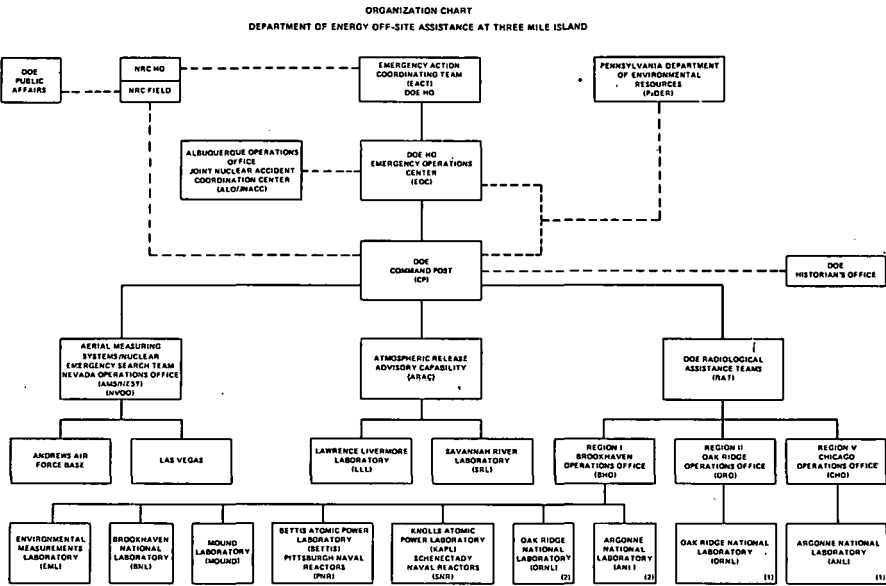 ORGANIZATION CHART
DEPARTMENT OF ENERGY OFF-SITE ASSISTANCE AT THREE MILE ISLAND
DOE
PUBLIC
AFFAIRS
NRC HQ
NRC FIELD
EMERGENCY ACTION
COORDINATING TEAM
(EACT)
DOE HQ
PENNSYLVANIA DEPARTMENT
OF ENVIRONMENTAL
RESOURCES
(PaDER)
ALBUQUERQUE OPERATIONS
OFFICE
JOINT NUCLEAR ACCIDENT
COORDINATION CENTER
(ALO/JNACC)
DOE HQ
EMERGENCY OPERATIONS
CENTER
(EOC)
DOE
COMMAND POST
(CP)
DOE
HISTORIAN'S OFFICE
AERIAL MEASURING
SYSTEMS/NUCLEAR
EMERGENCY SEARCH TEAM
NEVADA OPERATIONS OFFICE
(AMS/NEST)
(NVOO)
ATMOSPHERIC RELEASE
ADVISORY CAPABILITY
(ARAC)
DOE RADIOLOGICAL
ASSISTANCE TEAMS
(RAT)
ANDREWS AIR
FORCE BASE
LAS VEGAS
LAWRENCE LIVERMORE
LABORATORY
(LLL)
SAVANNAH RIVER
LABORATORY
(SRL)
REGION I
BROOKHAVEN
OPERATIONS OFFICE
(BHO)
REGION II
OAK RIDGE
OPERATIONS OFFICE
(ORO)
REGION V
CHICAGO
OPERATIONS OFFICE
(CHO)
ENVIRONMENTAL
MEASUREMENTS
LABORATORY
(EML)
BROOKHAVEN
NATIONAL
LABORATORY
(BNL)
MOUND
LABORATORY
(MOUND)
BETTIS ATOMIC POWER
LABORATORY
(BETTIS)
PITTSBURGH NAVAL
REACTORS
(PNR)
KNOLLS ATOMIC
POWER LABORATORY
(KAPL)
SCHENECTADY
NAVAL REACTORS
(SNR)
OAK RIDGE
NATIONAL
LABORATORY
(ORNL)
(2)
ARGONNE
NATIONAL
LABORATORY
(ANL)
(2)
OAK RIDGE NATIONAL
LABORATORY
(ORNL)
(1)
ARGONNE NATIONAL
LABORATORY
(ANL)
(1)